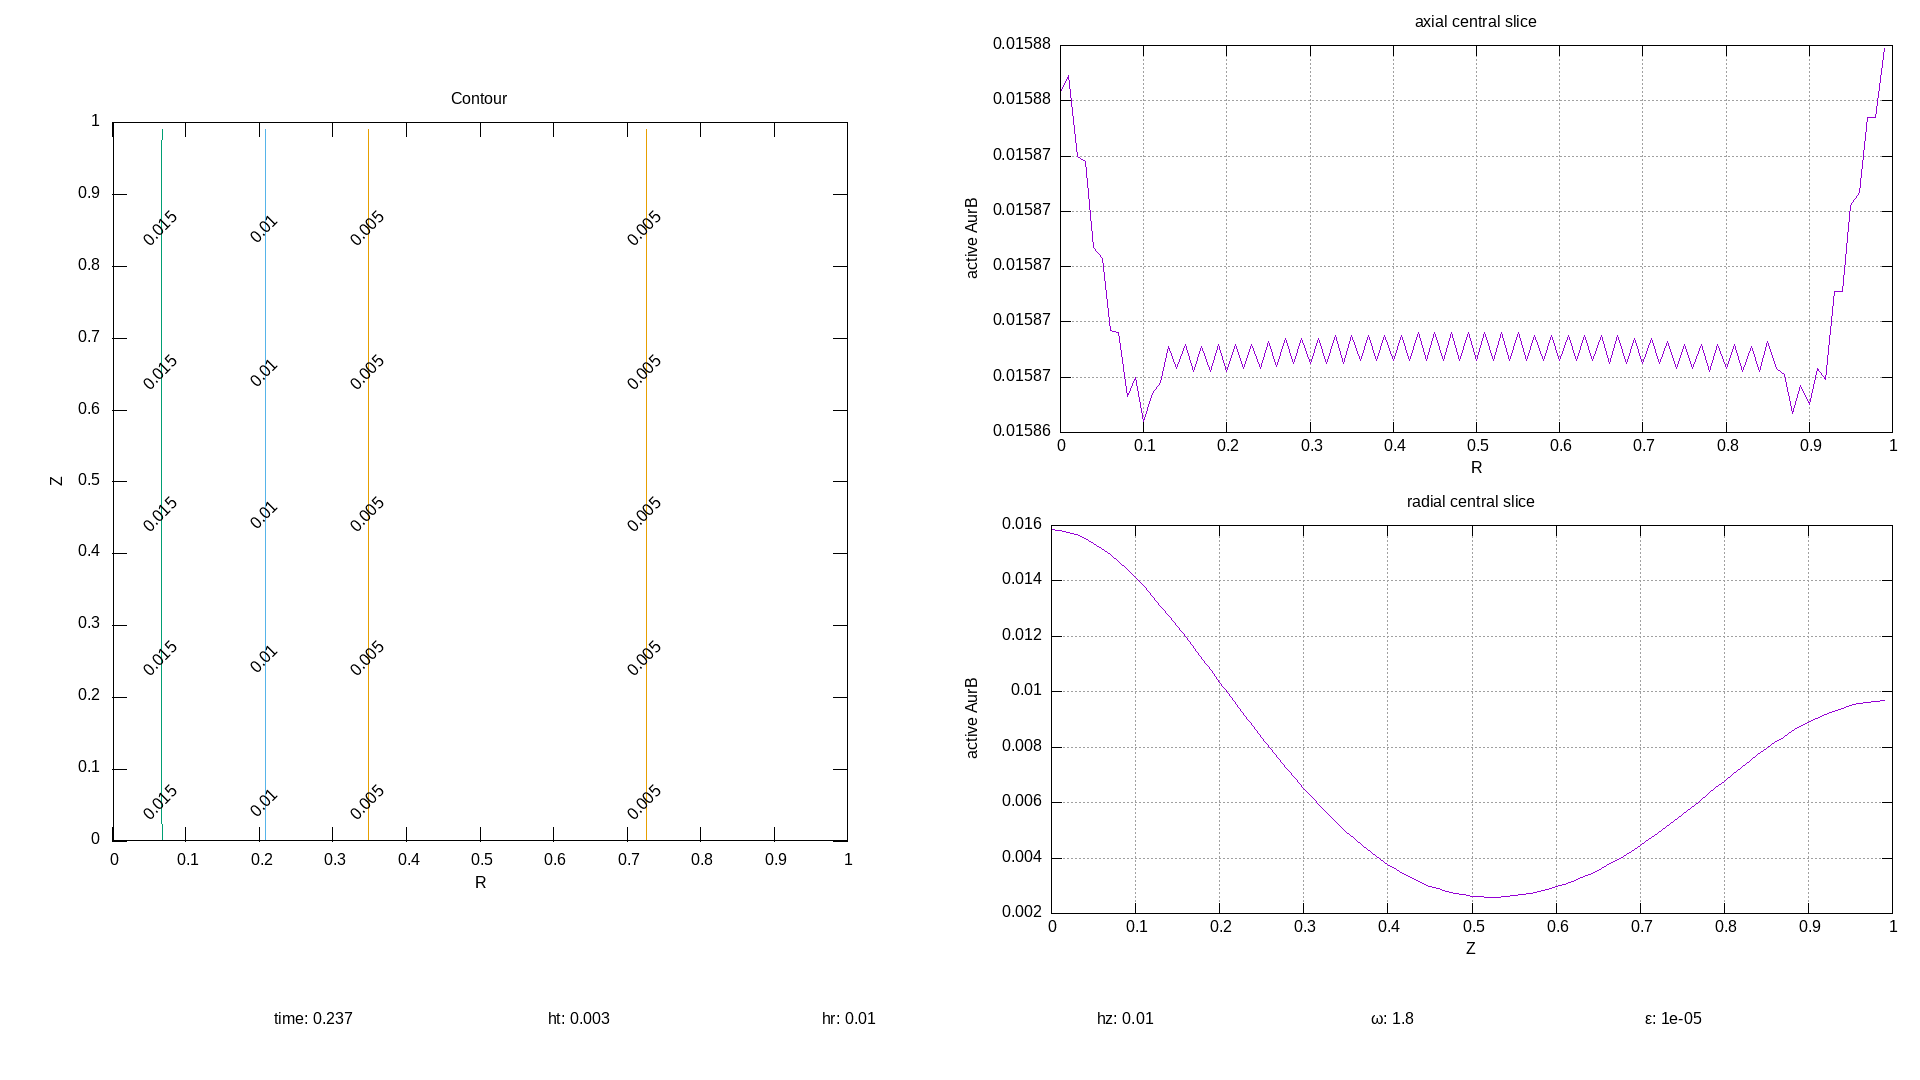 Contour
1
0.9
0.8
0.7
0.6
0.5
0.4
0.3
0.2
0.1
0
Z
0.015 0.01 0.005 0.005
0.015 0.01 0.005 0.005
0.015 0.01 0.005 0.005
0.015 0.01 0.005 0.005
0.015 0.01 0.005 0.005
0 0.1 0.2 0.3 0.4 0.5 0.6 0.7 0.8 0.9 1
R
axial central slice
0.01588
0.01588
0.01587
0.01587
0.01587
0.01587
0.01587
0.01586
active AurB
0 0.1 0.2 0.3 0.4 0.5 0.6 0.7 0.8 0.9 1
R
radial central slice
0.016
0.014
0.012
0.01
0.008
0.006
0.004
0.002
active AurB
0 0.1 0.2 0.3 0.4 0.5 0.6 0.7 0.8 0.9 1
Z
time: 0.237 ht: 0.003 hr: 0.01 hz: 0.01 ω: 1.8 ε: 1e-05